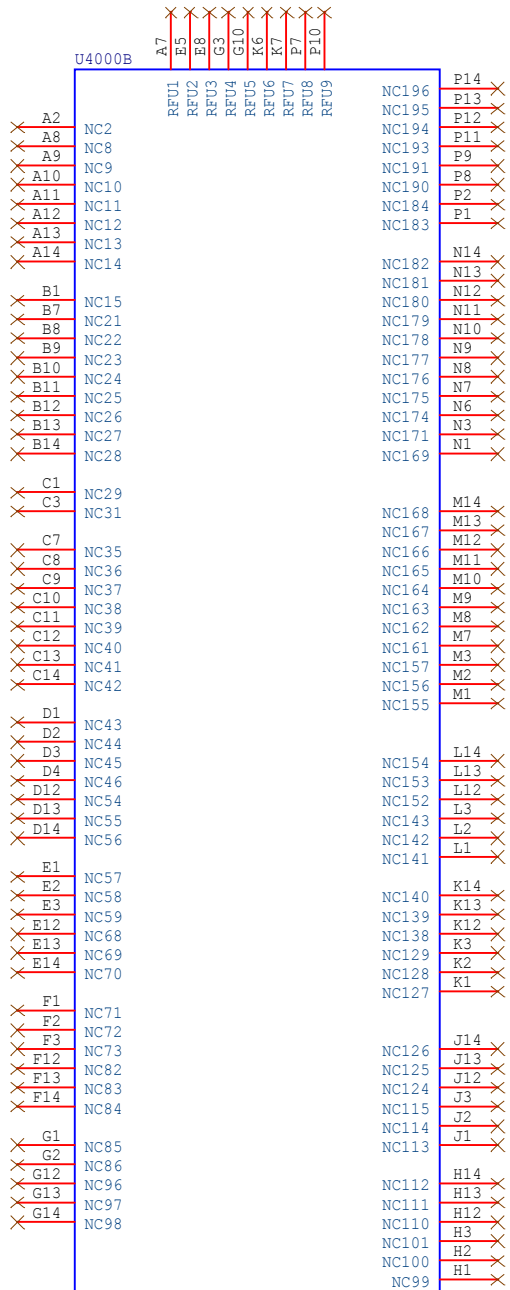 A7 E5 E8 G3 G10 K6 K7 P7 P10
U4000B
RFU1 RFU2 RFU3 RFU4 RFU5 RFU6 RFU7 RFU8 RFU9
NC196 P14
NC195 P13
A2 NC2 NC194 P12
A8 NC8 NC193 P11
A9 NC9 NC191 P9
A10 NC10 NC190 P8
A11 NC11 NC184 P2
A12 NC12 NC183 P1
A13 NC13
A14 NC14 NC182 N14
NC181 N13
B1 NC15 NC180 N12
B7 NC21 NC179 N11
B8 NC22 NC178 N10
B9 NC23 NC177 N9
B10 NC24 NC176 N8
B11 NC25 NC175 N7
B12 NC26 NC174 N6
B13 NC27 NC171 N3
B14 NC28 NC169 N1
C1 NC29
C3 NC31 NC168 M14
NC167 M13
C7 NC35 NC166 M12
C8 NC36 NC165 M11
C9 NC37 NC164 M10
C10 NC38 NC163 M9
C11 NC39 NC162 M8
C12 NC40 NC161 M7
C13 NC41 NC157 M3
C14 NC42 NC156 M2
NC155 M1
D1 NC43
D2 NC44
D3 NC45 NC154 L14
D4 NC46 NC153 L13
D12 NC54 NC152 L12
D13 NC55 NC143 L3
D14 NC56 NC142 L2
NC141 L1
E1 NC57
E2 NC58 NC140 K14
E3 NC59 NC139 K13
E12 NC68 NC138 K12
E13 NC69 NC129 K3
E14 NC70 NC128 K2
NC127 K1
F1 NC71
F2 NC72
F3 NC73 NC126 J14
F12 NC82 NC125 J13
F13 NC83 NC124 J12
F14 NC84 NC115 J3
NC114 J2
G1 NC85 NC113 J1
G2 NC86
G12 NC96 NC112 H14
G13 NC97 NC111 H13
G14 NC98 NC110 H12
NC101 H3
NC100 H2
NC99 H1